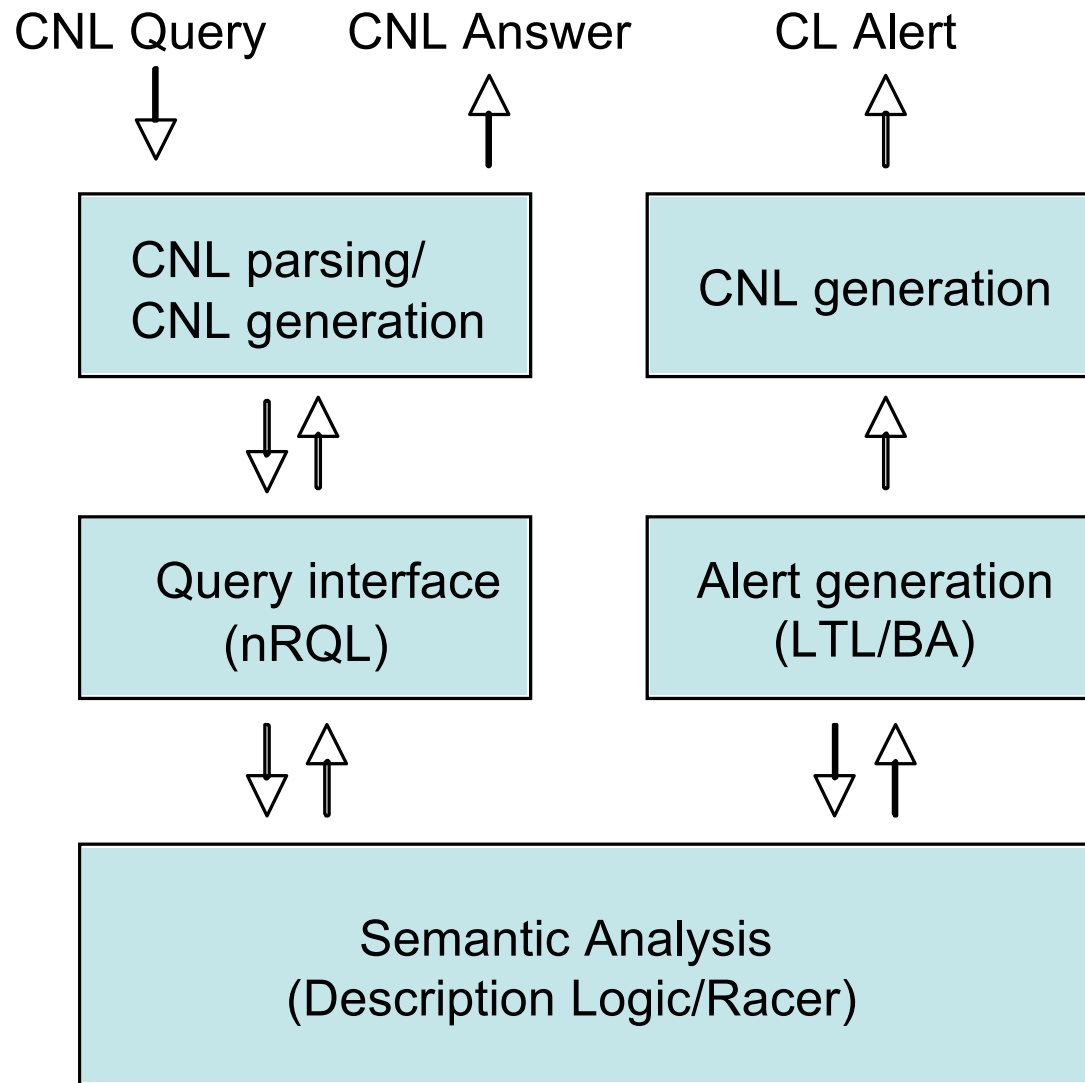 CNL Query
CNL Answer
CL Alert
CNL parsing/
CNL generation
CNL generation
Query interface
(nRQL)
Alert generation
(LTL/BA)
Semantic Analysis
(Description Logic/Racer)